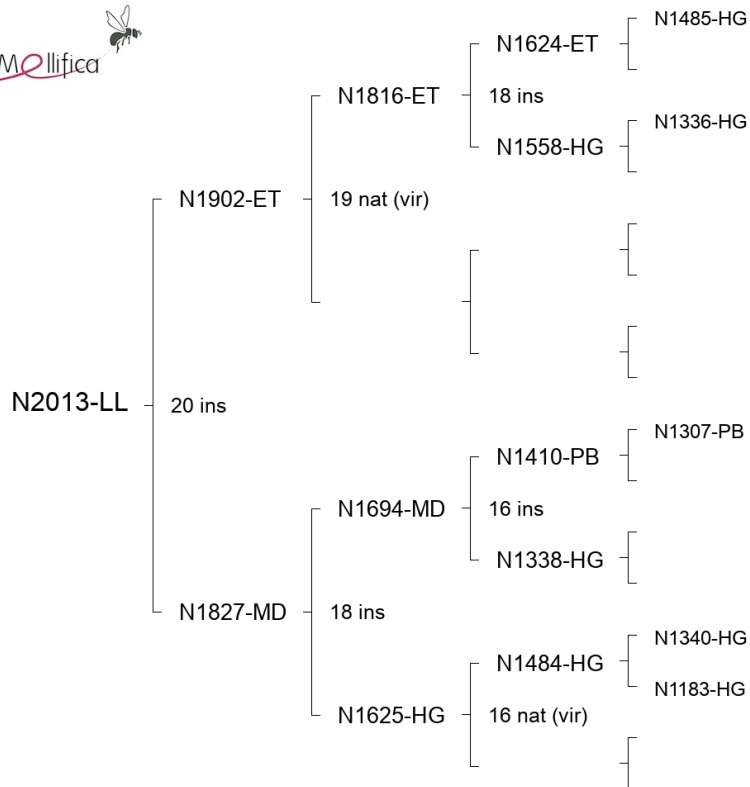 Mellifica
N1485-HG
N1624-ET
N1816-ET
18 ins
N1336-HG
N1558-HG
N1902-ET
19 nat (vir)
N2013-LL
20 ins
N1307-PB
N1410-PB
N1694-MD
16 ins
N1338-HG
N1827-MD
18 ins
N1340-HG
N1484-HG
N1183-HG
N1625-HG
16 nat (vir)